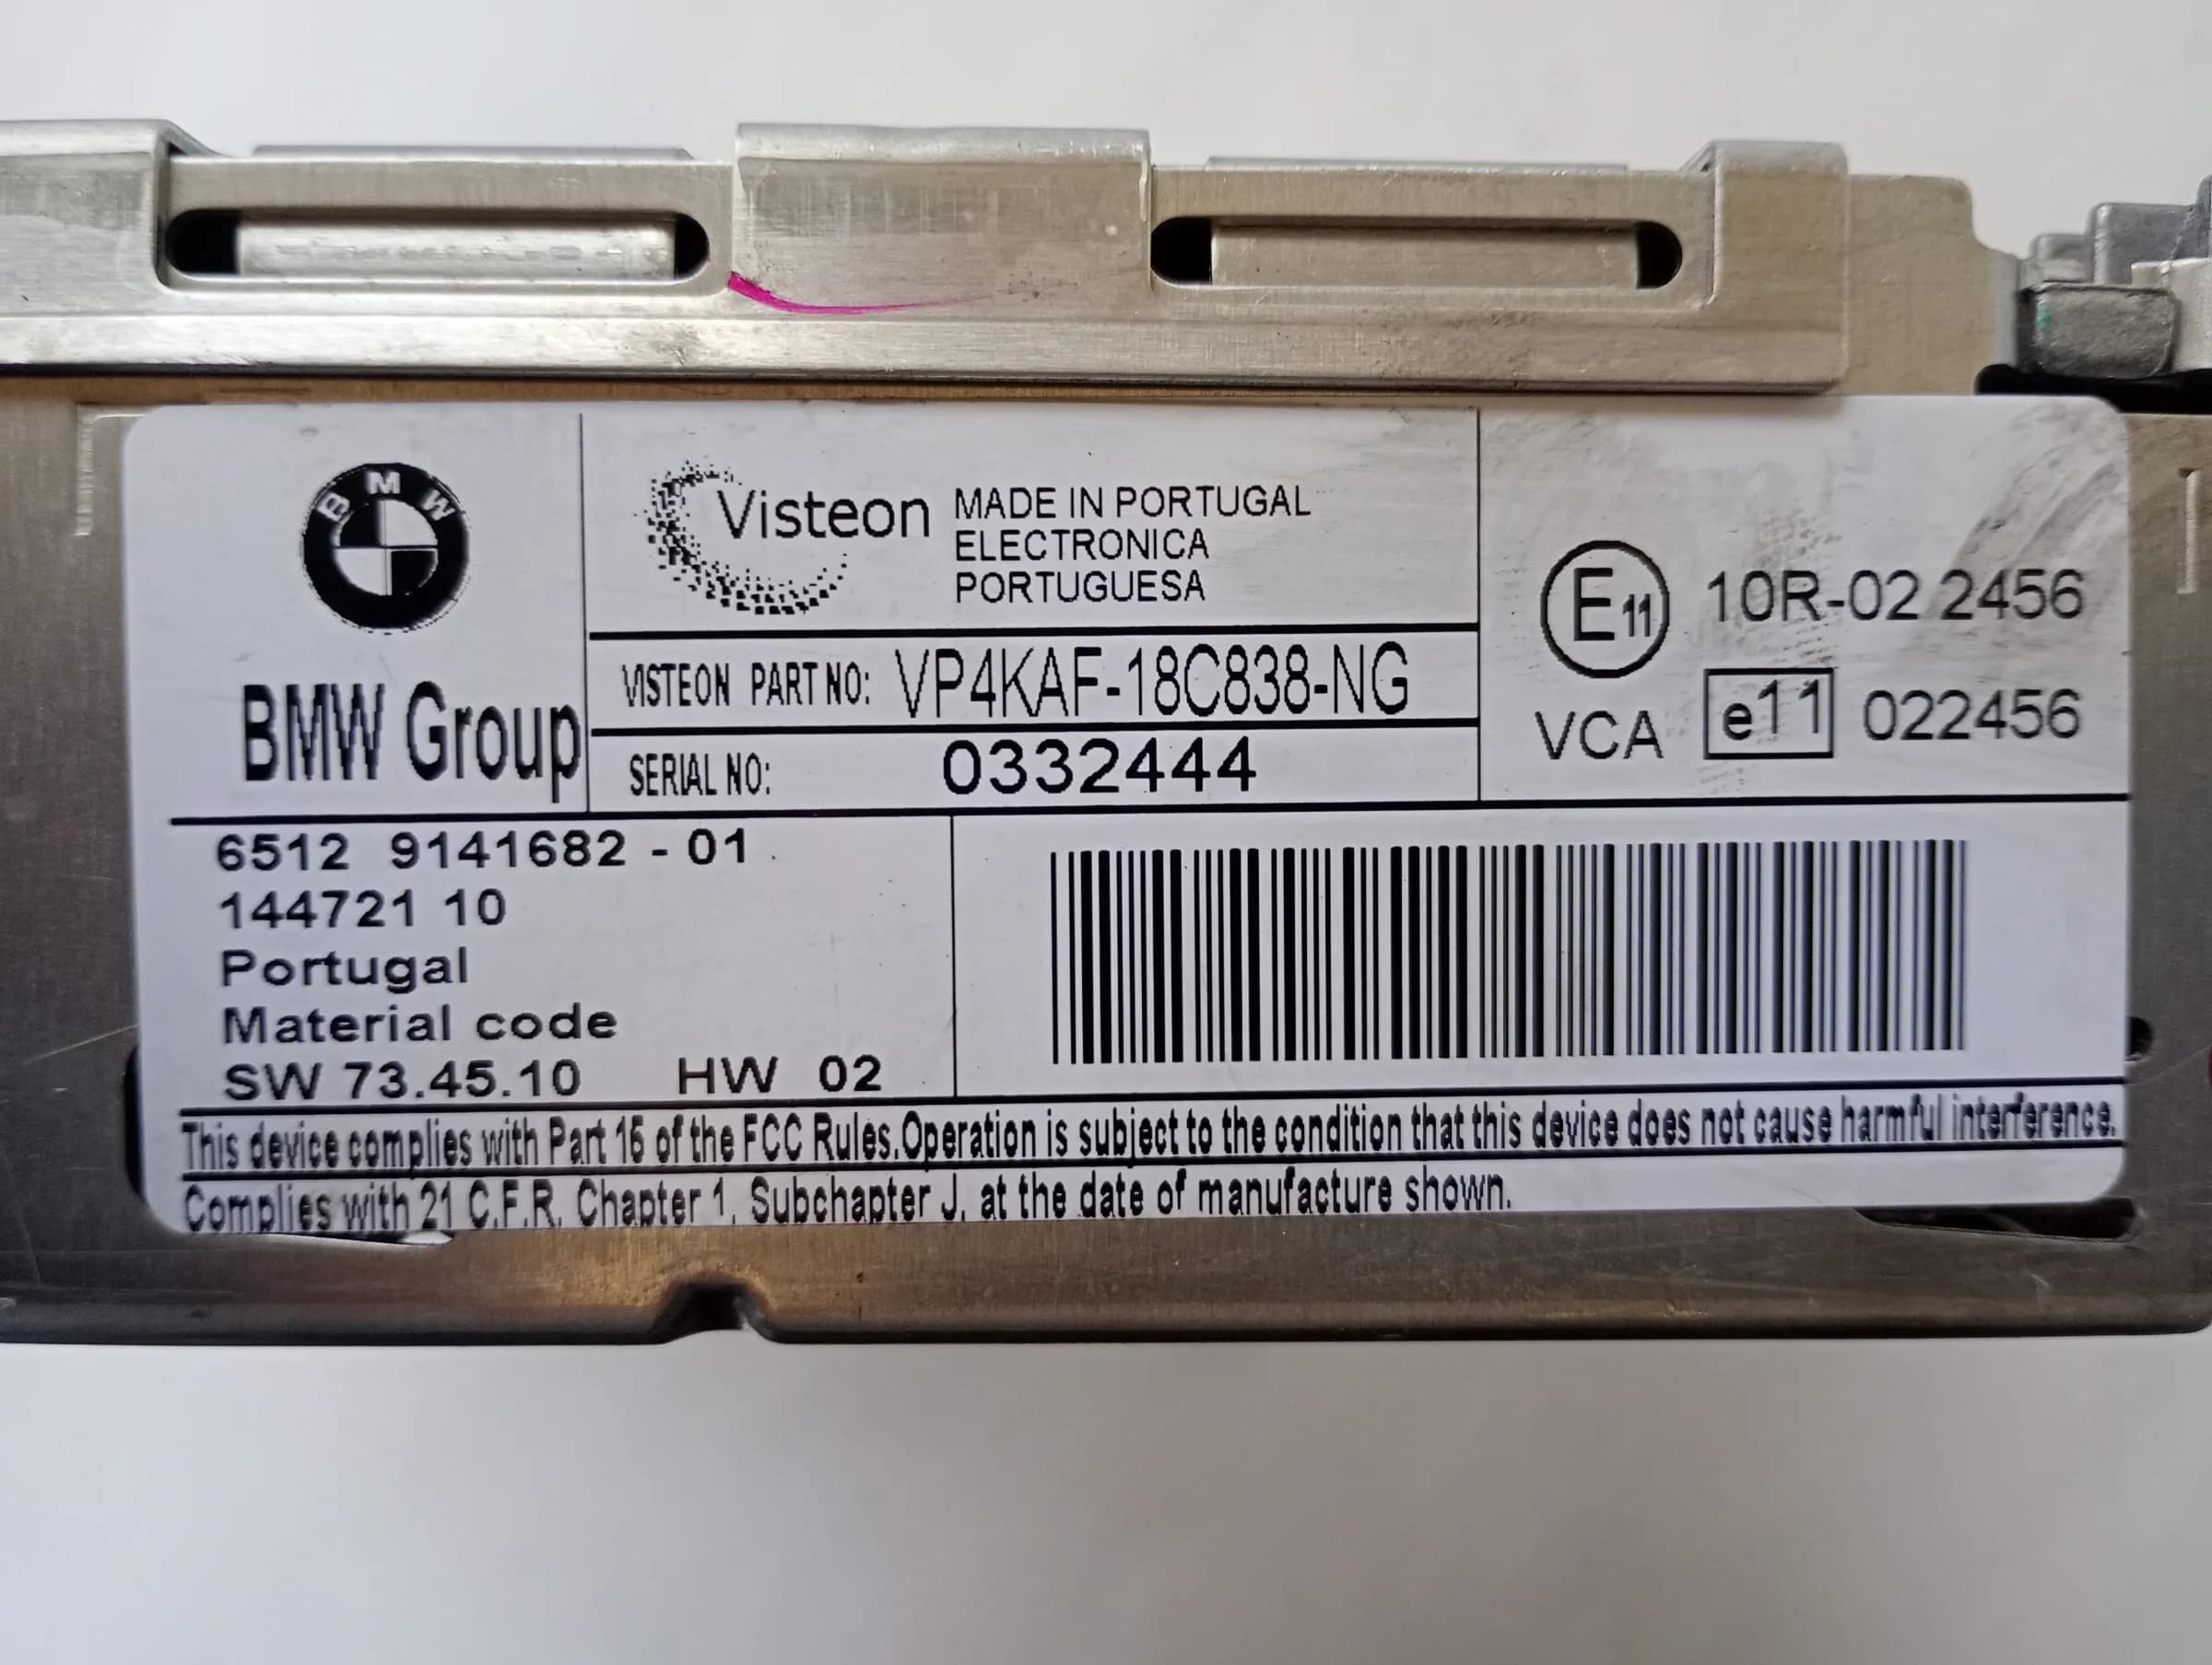 BMW
BMW Group
Visteon
MADE IN PORTUGAL
ELECTRONICA
PORTUGUESA
VISTEON PART NO: VP4KAF-18C838-NG
SERIAL NO: 0332444
E11 10R-02 2456
VCA e11 022456
6512 9141682 - 01
144721 10
Portugal
Material code
SW 73.45.10 HW 02
This device complies with Part 15 of the FCC Rules.Operation is subject to the condition that this device does not cause harmful interference.
Complies with 21 C.F.R. Chapter 1, Subchapter J, at the date of manufacture shown.